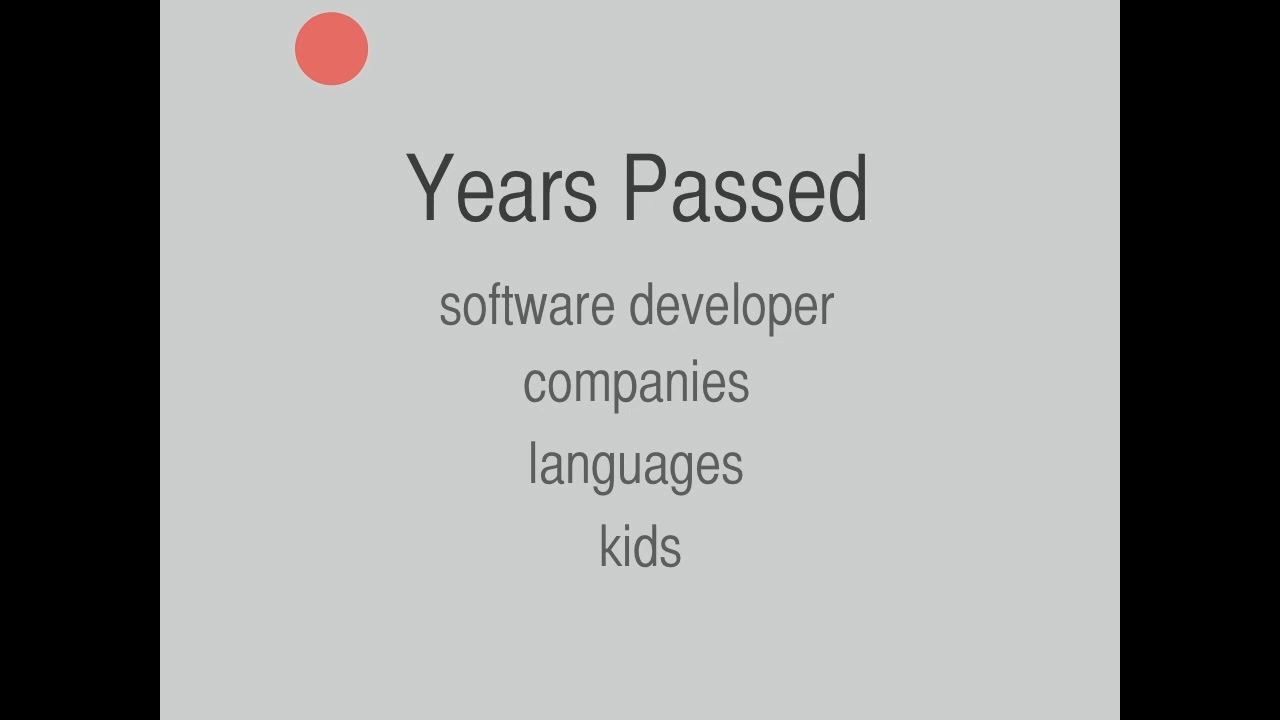 Years Passed
software developer
companies
languages
kids